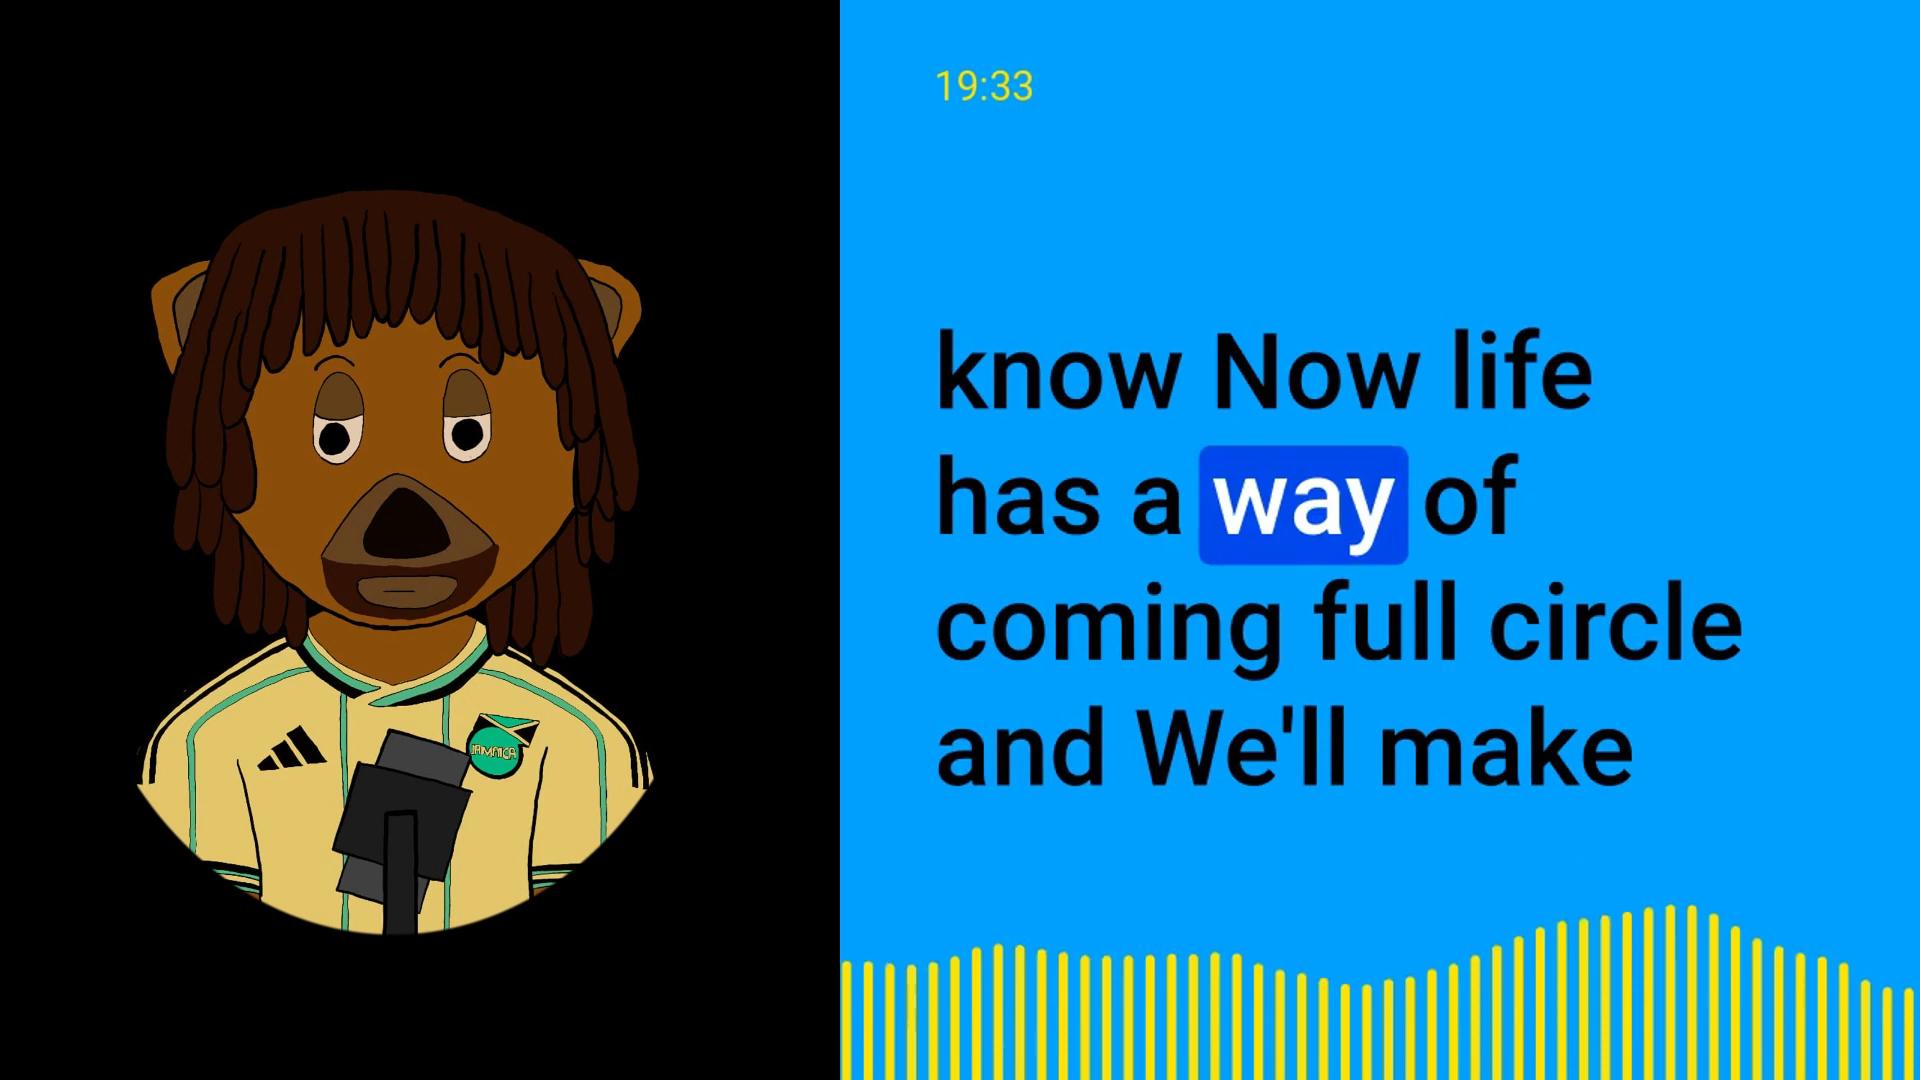 19:33
know Now life
has a way of
coming full circle
and We'll make
JAMAICA